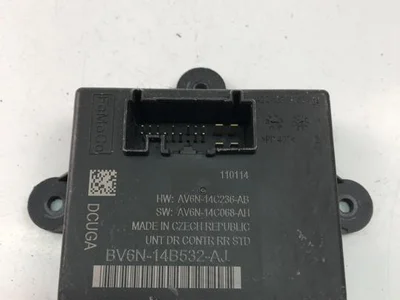 FoMoCo
110114
HW: AV6N-14C236-AB
SW: AV6N-14C068-AH
MADE IN CZECH REPUBLIC
UNT DR CONTR RR STD
BV6N-14B532-AJ
DCUGA